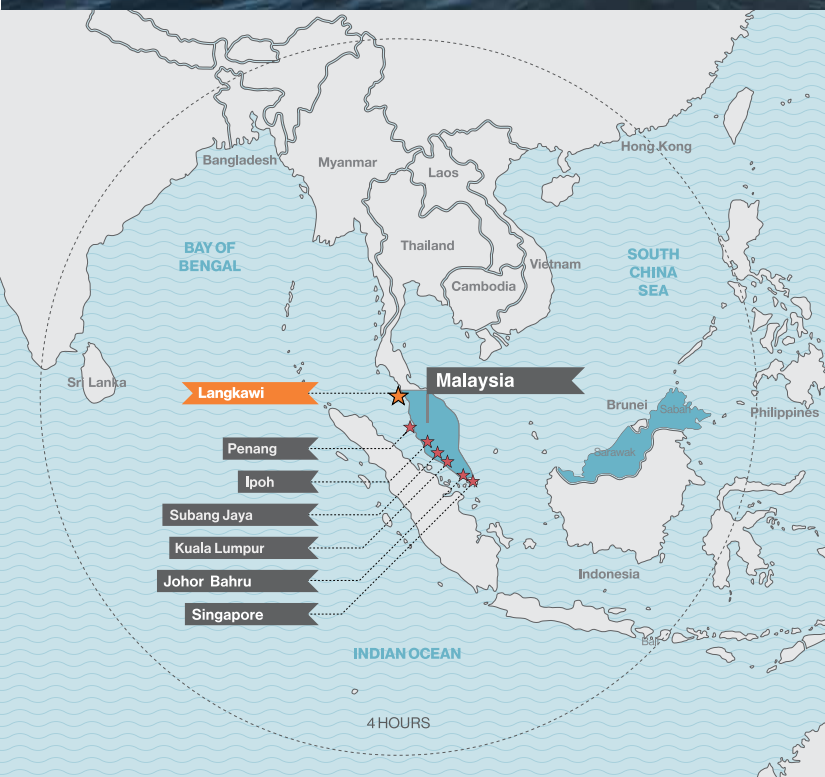 Bangladesh
Myanmar
Laos
Hong Kong
BAY OF
BENGAL
Thailand
Vietnam
SOUTH
CHINA
SEA
Cambodia
Sri Lanka
Langkawi
Malaysia
Brunei
Sabah
Philippines
Sarawak
Penang
Ipoh
Subang Jaya
Kuala Lumpur
Johor Bahru
Singapore
Indonesia
Bali
INDIAN OCEAN
4 HOURS